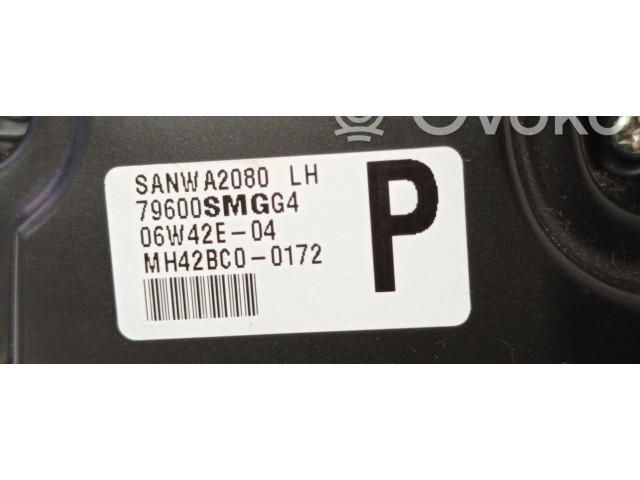 Ovoko
SANWA2080 LH
79600SMGG4
06W42E-04
MH42BC0-0172
P